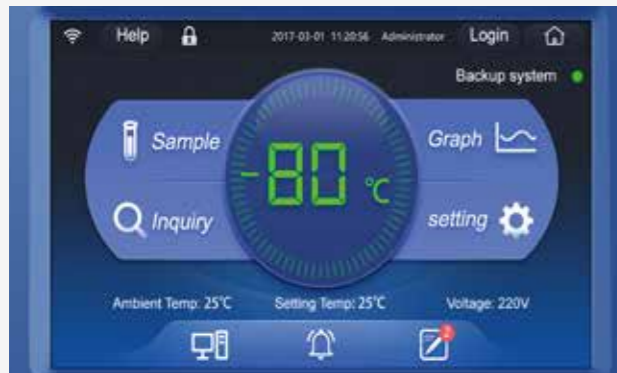 Help 2017-03-01 11:20:56 Administrator Login
Backup system
Sample
Graph
-80 ℃
Inquiry
setting
Ambient Temp: 25℃ Setting Temp: 25℃ Voltage: 220V